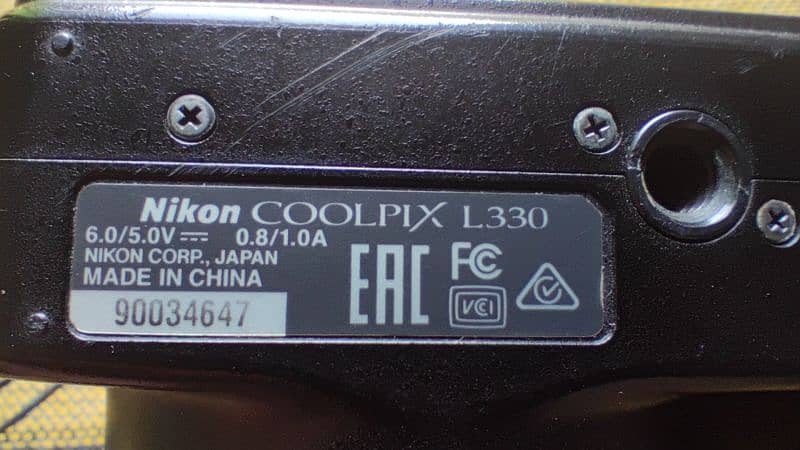 Nikon COOLPIX L330
6.0/5.0V ⎓ 0.8/1.0A
NIKON CORP., JAPAN
MADE IN CHINA
90034647
EAC
FC
VCI